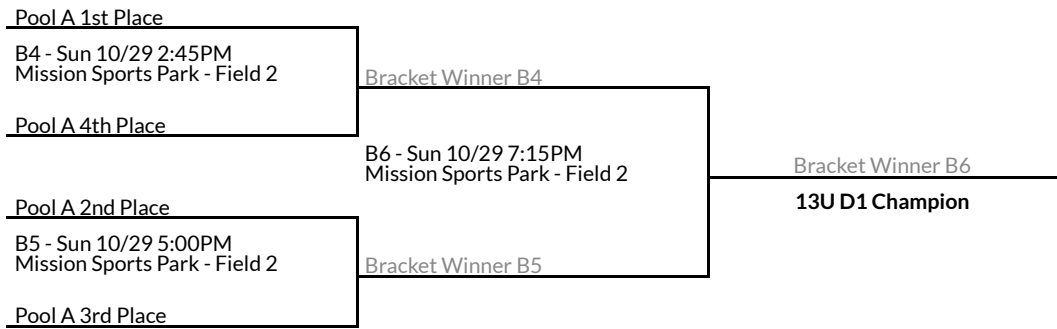 Pool A 1st Place
B4 - Sun 10/29 2:45PM
Mission Sports Park - Field 2
Pool A 4th Place
Bracket Winner B4
B6 - Sun 10/29 7:15PM
Mission Sports Park - Field 2
Pool A 2nd Place
B5 - Sun 10/29 5:00PM
Mission Sports Park - Field 2
Pool A 3rd Place
Bracket Winner B5
Bracket Winner B6
13U D1 Champion